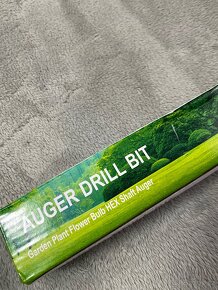 AUGER DRILL BIT
Garden Plant Flower Bulb HEX Shaft Auger